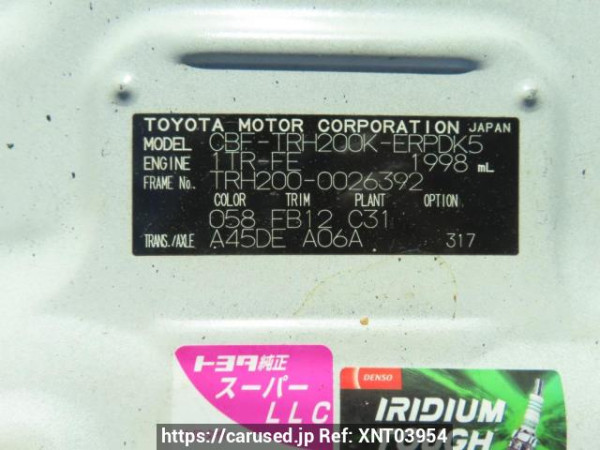 TOYOTA MOTOR CORPORATION JAPAN
MODEL CBF-TRH200K-ERPDK5
ENGINE 1TR-FE 1998 mL
FRAME No. TRH200-0026392
COLOR TRIM PLANT OPTION
058 FB12 C31
TRANS./AXLE A45DE A06A 317
トヨタ純正
スーパー
LLC
DENSO
IRIDIUM
TOUGH
https://carused.jp Ref: XNT03954